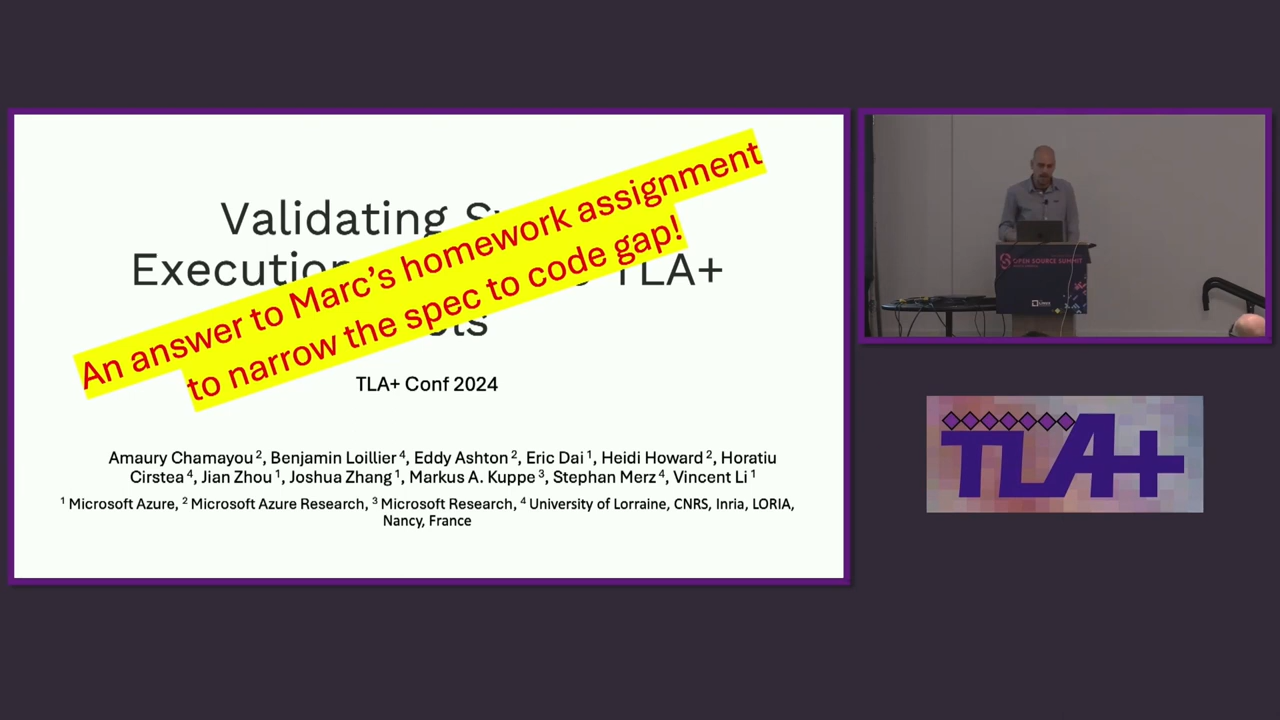 Validating S
Executio TLA+
ls
An answer to Marc's homework assignment
to narrow the spec to code gap!
TLA+ Conf 2024
Amaury Chamayou 2, Benjamin Loillier 4, Eddy Ashton 2, Eric Dai 1, Heidi Howard 2, Horatiu
Cirstea 4, Jian Zhou 1, Joshua Zhang 1, Markus A. Kuppe 3, Stephan Merz 4, Vincent Li 1
1 Microsoft Azure, 2 Microsoft Azure Research, 3 Microsoft Research, 4 University of Lorraine, CNRS, Inria, LORIA,
Nancy, France
OPEN SOURCE SUMMIT
TLA+